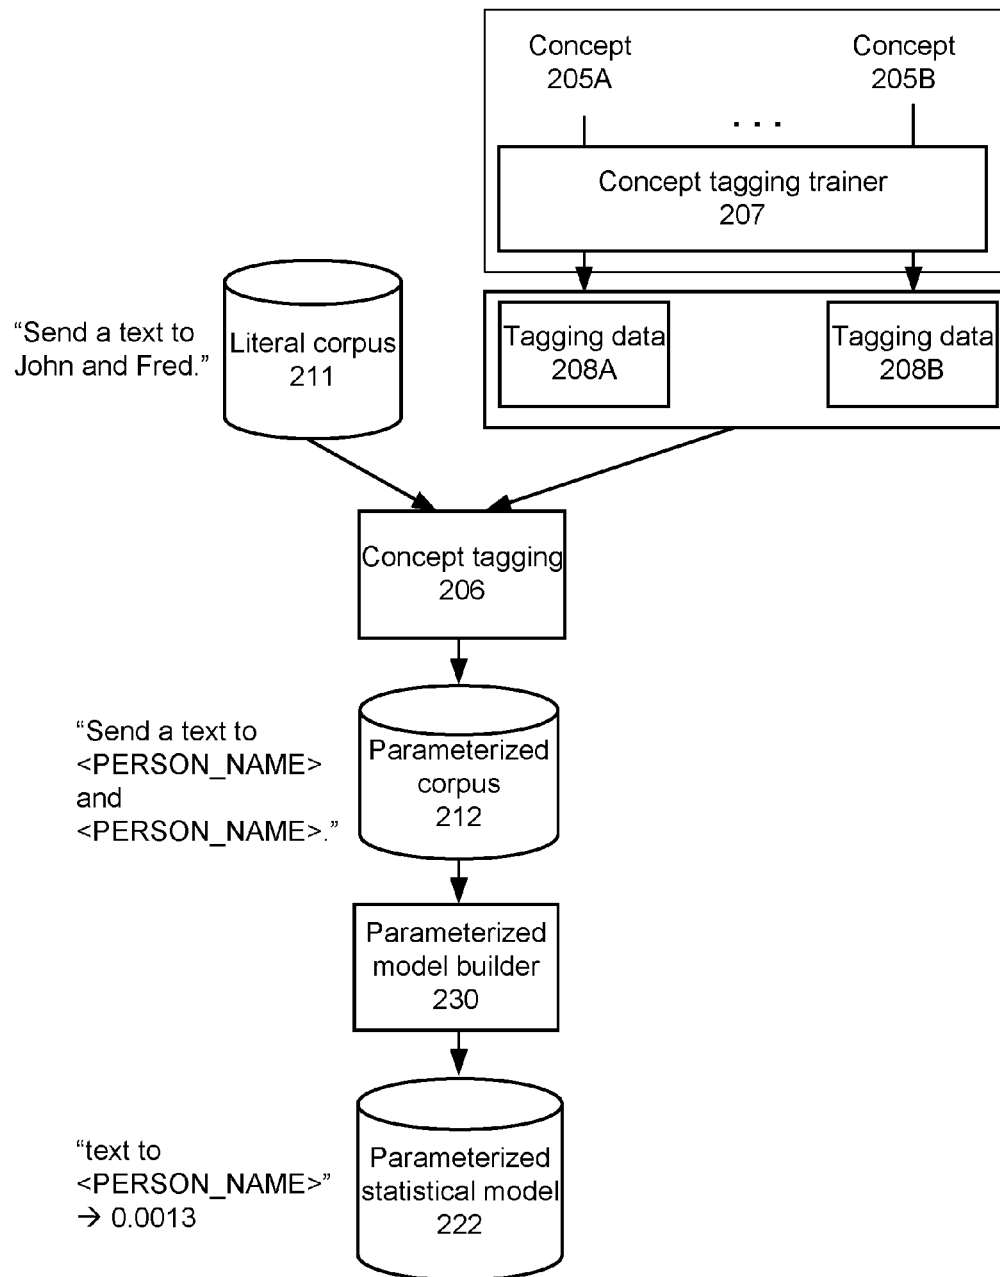 Concept
205A
Concept
205B
. . .
Concept tagging trainer
207
"Send a text to
John and Fred."
Literal corpus
211
Tagging data
208A
Tagging data
208B
Concept tagging
206
"Send a text to
<PERSON_NAME>
and
<PERSON_NAME>."
Parameterized
corpus
212
Parameterized
model builder
230
"text to
<PERSON_NAME>"
→ 0.0013
Parameterized
statistical model
222